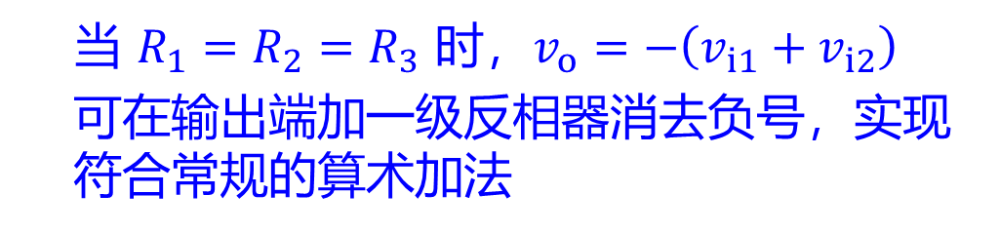 当 R₁ = R₂ = R₃ 时，vₒ = −(vᵢ₁ + vᵢ₂)
可在输出端加一级反相器消去负号，实现
符合常规的算术加法